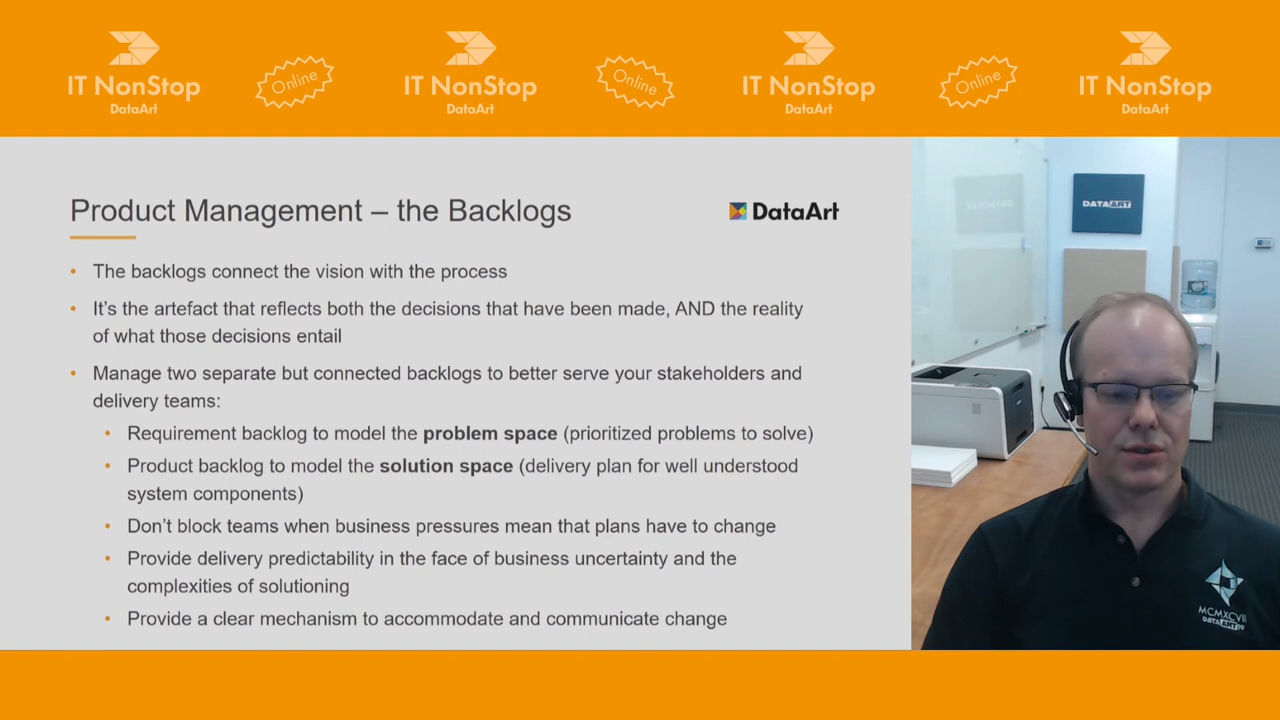 IT NonStop
DataArt
Online
IT NonStop
DataArt
Online
IT NonStop
DataArt
Online
IT NonStop
DataArt
Product Management – the Backlogs
DataArt
• The backlogs connect the vision with the process
• It's the artefact that reflects both the decisions that have been made, AND the reality
of what those decisions entail
• Manage two separate but connected backlogs to better serve your stakeholders and
delivery teams:
• Requirement backlog to model the problem space (prioritized problems to solve)
• Product backlog to model the solution space (delivery plan for well understood
system components)
• Don't block teams when business pressures mean that plans have to change
• Provide delivery predictability in the face of business uncertainty and the
complexities of solutioning
• Provide a clear mechanism to accommodate and communicate change
DATAART
MCMXCVII
DATAART